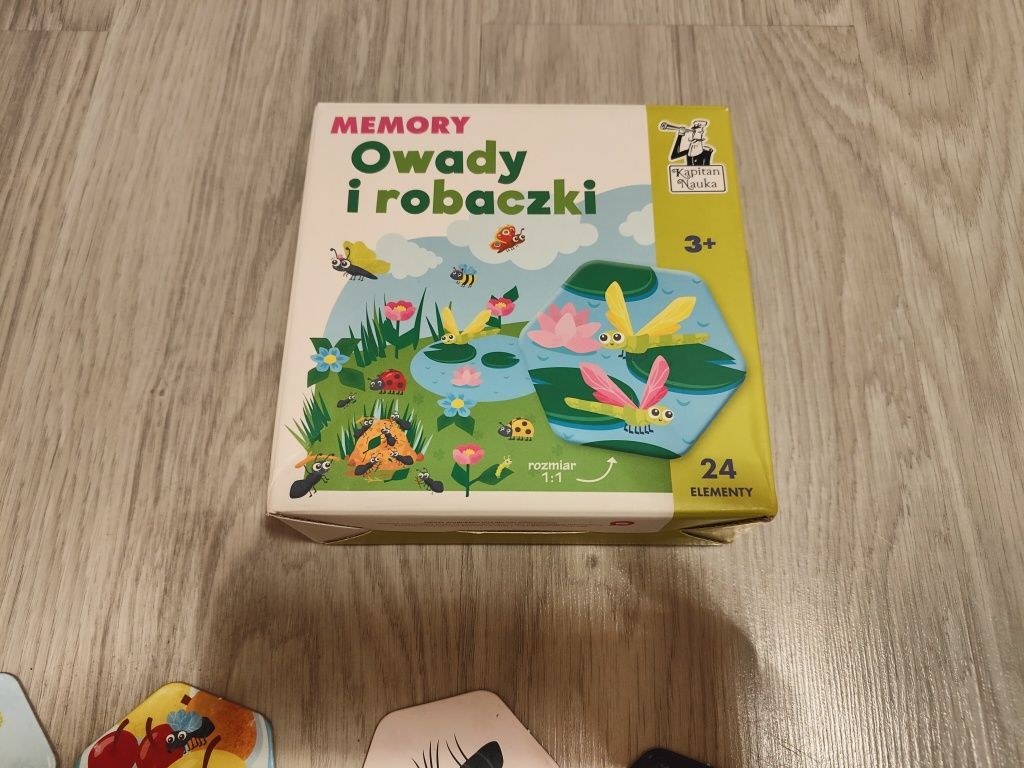 MEMORY
Owady
i robaczki
Kapitan
Nauka
3+
rozmiar
1:1
24
ELEMENTY